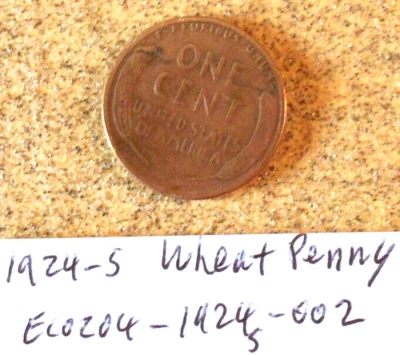 E·PLURIBUS·UNUM
ONE
CENT
UNITED STATES
OF AMERICA
1924-S Wheat Penny
EC0204-1924S-002